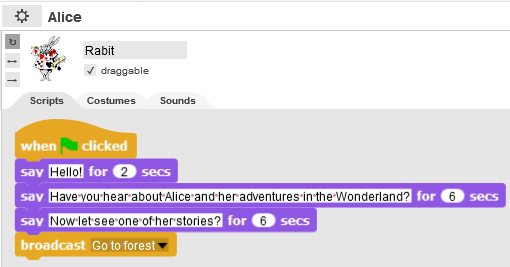 Alice
Rabit
draggable
Scripts Costumes Sounds
when clicked
say Hello! for 2 secs
say Have you hear about Alice and her adventures in the Wonderland? for 6 secs
say Now let see one of her stories? for 6 secs
broadcast Go to forest